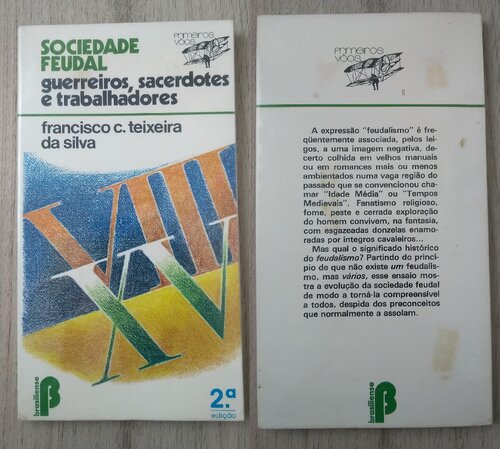 SOCIEDADE
FEUDAL
guerreiros, sacerdotes
e trabalhadores
primeiros
vôos
francisco c. teixeira
da silva
VIII
XV
brasiliense
2.ª
edição
primeiros
vôos
11
A expressão "feudalismo" é fre-
qüentemente associada, pelos lei-
gos, a uma imagem negativa, de-
certo colhida em velhos manuais
ou em romances mais ou menos
ambientados numa vaga região do
passado que se convencionou cha-
mar "Idade Média" ou "Tempos
Medievais". Fanatismo religioso,
fome, peste e cerrada exploração
do homem convivem, na fantasia,
com esgazeadas donzelas enamo-
radas por íntegros cavaleiros...
Mas qual o significado histórico
do feudalismo? Partindo do princí-
pio de que não existe um feudalis-
mo, mas vários, esse ensaio mos-
tra a evolução da sociedade feudal
de modo a torná-la compreensível
a todos, despida dos preconceitos
que normalmente a assolam.
brasiliense